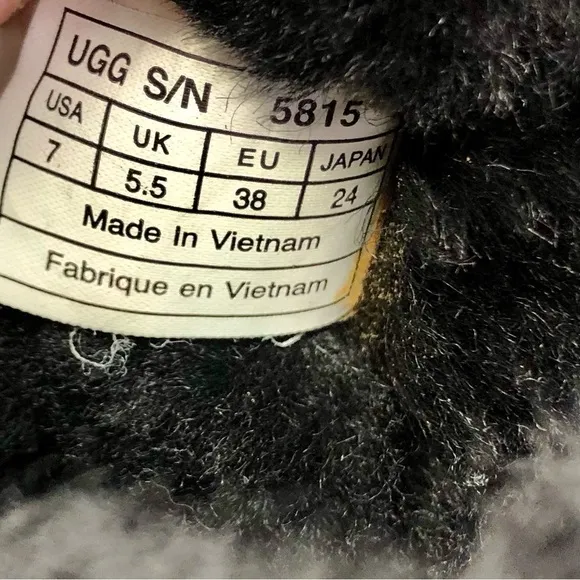 UGG S/N 5815
USA UK EU JAPAN
7 5.5 38 24
Made In Vietnam
Fabrique en Vietnam